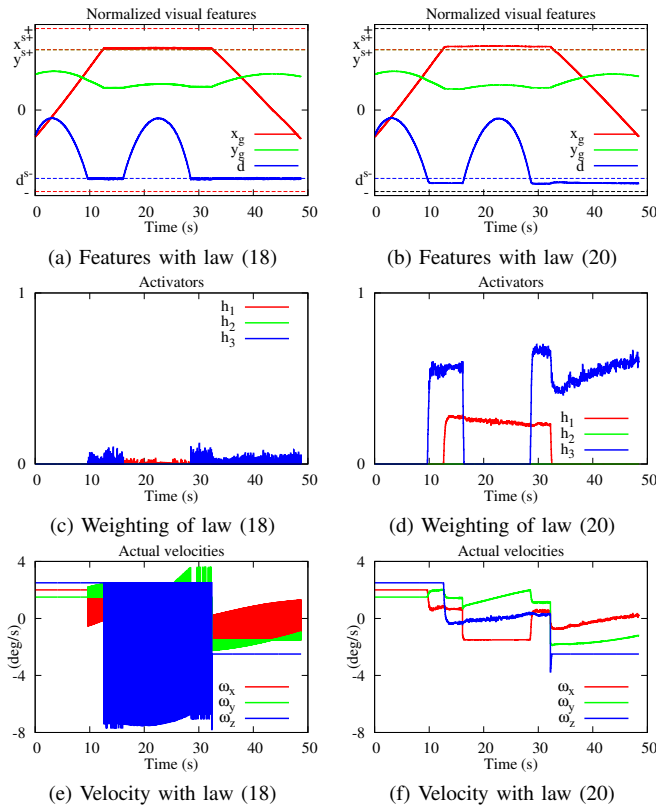 Normalized visual features
+
x^s+
y^s+
0
d^s-
-
x_g
y_g
d
0 10 20 30 40 50
Time (s)
(a) Features with law (18)
Normalized visual features
+
x^s+
y^s+
0
d^s-
-
x_g
y_g
d
0 10 20 30 40 50
Time (s)
(b) Features with law (20)
Activators
1
0
h_1
h_2
h_3
0 10 20 30 40 50
Time (s)
(c) Weighting of law (18)
Activators
1
0
h_1
h_2
h_3
0 10 20 30 40 50
Time (s)
(d) Weighting of law (20)
Actual velocities
4
0
-4
-8
(deg/s)
ω_x
ω_y
ω_z
0 10 20 30 40 50
Time (s)
(e) Velocity with law (18)
Actual velocities
4
0
-4
-8
(deg/s)
ω_x
ω_y
ω_z
0 10 20 30 40 50
Time (s)
(f) Velocity with law (20)